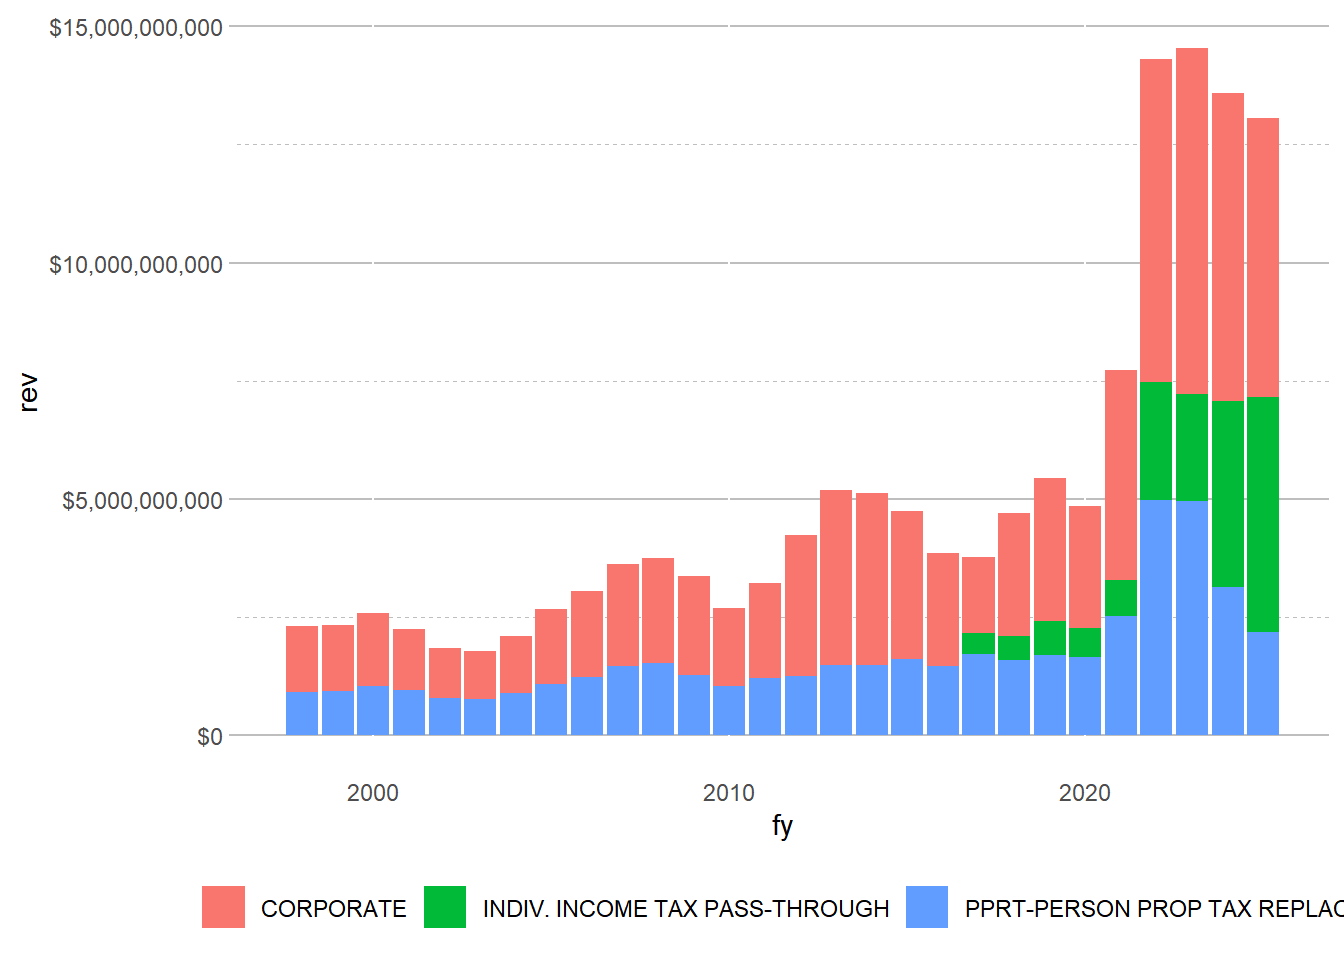 $15,000,000,000
$10,000,000,000
$5,000,000,000
$0
rev
2000 2010 2020
fy
CORPORATE INDIV. INCOME TAX PASS-THROUGH PPRT-PERSON PROP TAX REPLAC